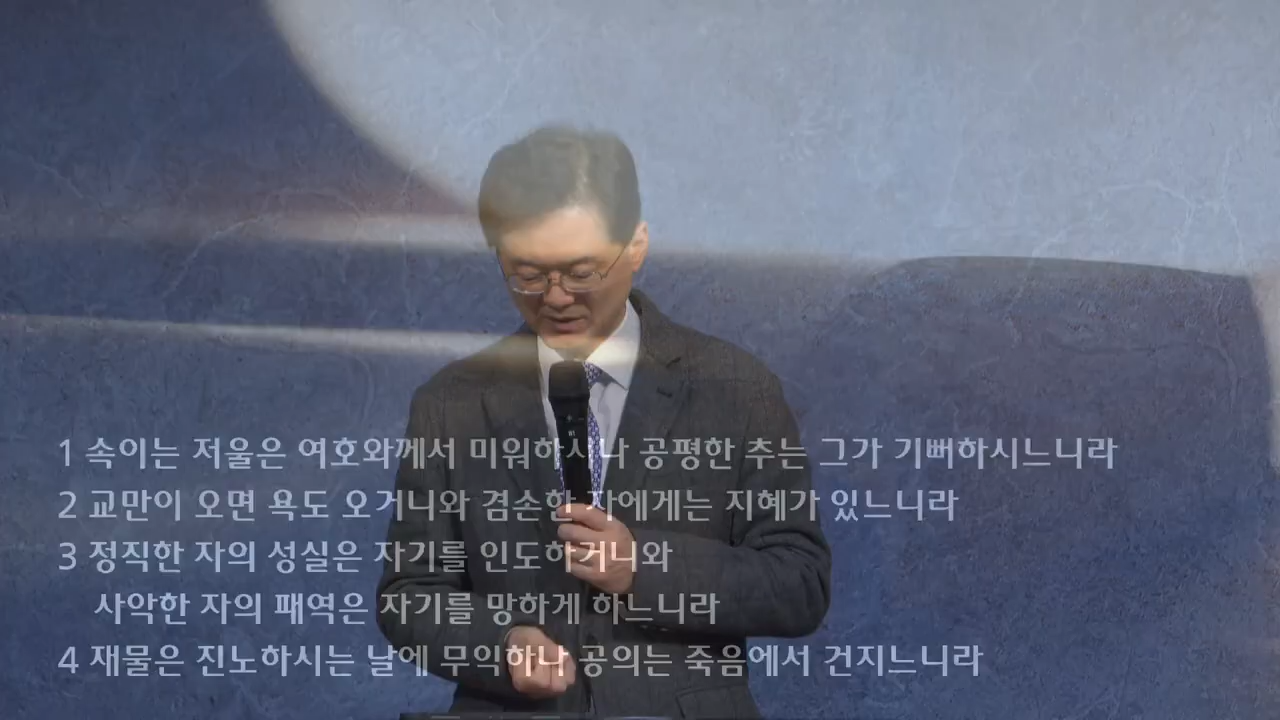 1 속이는 저울은 여호와께서 미워하시나 공평한 추는 그가 기뻐하시느니라
2 교만이 오면 욕도 오거니와 겸손한 자에게는 지혜가 있느니라
3 정직한 자의 성실은 자기를 인도하거니와
사악한 자의 패역은 자기를 망하게 하느니라
4 재물은 진노하시는 날에 무익하나 공의는 죽음에서 건지느니라